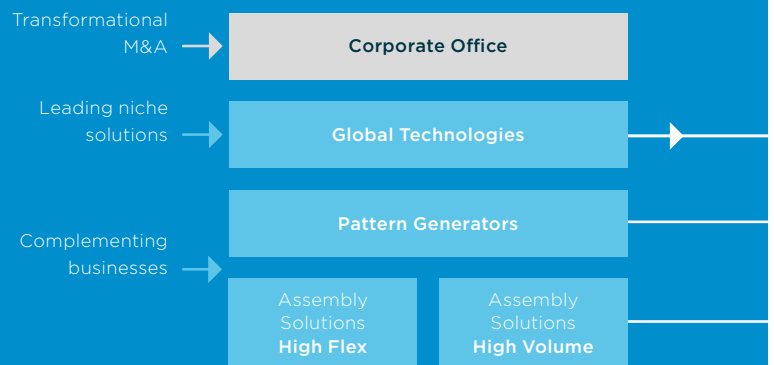 Transformational
M&A
Corporate Office
Leading niche
solutions
Global Technologies
Pattern Generators
Complementing
businesses
Assembly
Solutions
High Flex
Assembly
Solutions
High Volume